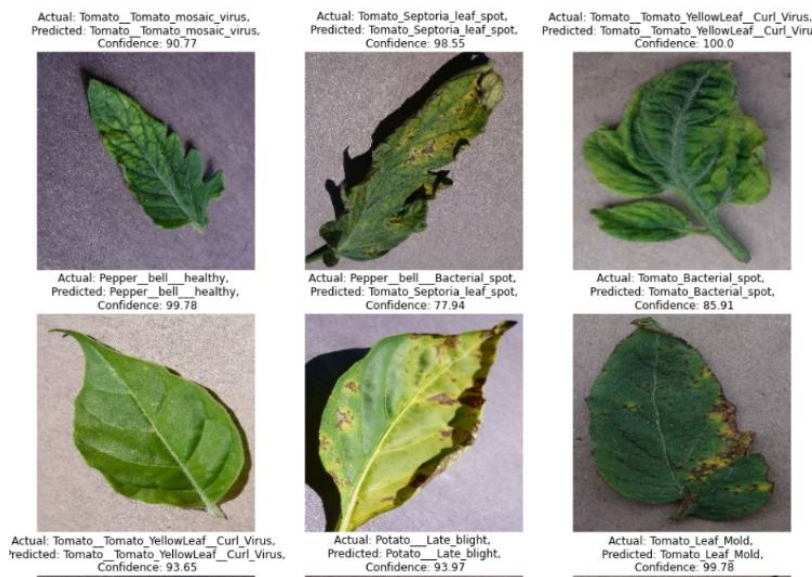 Actual: Tomato__Tomato_mosaic_virus,
Predicted: Tomato__Tomato_mosaic_virus,
Confidence: 90.77
Actual: Tomato_Septoria_leaf_spot,
Predicted: Tomato_Septoria_leaf_spot,
Confidence: 98.55
Actual: Tomato__Tomato_YellowLeaf__Curl_Virus,
Predicted: Tomato__Tomato_YellowLeaf__Curl_Viru
Confidence: 100.0
Actual: Pepper__bell___healthy,
Predicted: Pepper__bell___healthy,
Confidence: 99.78
Actual: Pepper__bell___Bacterial_spot,
Predicted: Tomato_Septoria_leaf_spot,
Confidence: 77.94
Actual: Tomato_Bacterial_spot,
Predicted: Tomato_Bacterial_spot,
Confidence: 85.91
Actual: Tomato__Tomato_YellowLeaf__Curl_Virus,
Predicted: Tomato__Tomato_YellowLeaf__Curl_Virus,
Confidence: 93.65
Actual: Potato___Late_blight,
Predicted: Potato___Late_blight,
Confidence: 93.97
Actual: Tomato_Leaf_Mold,
Predicted: Tomato_Leaf_Mold,
Confidence: 99.78